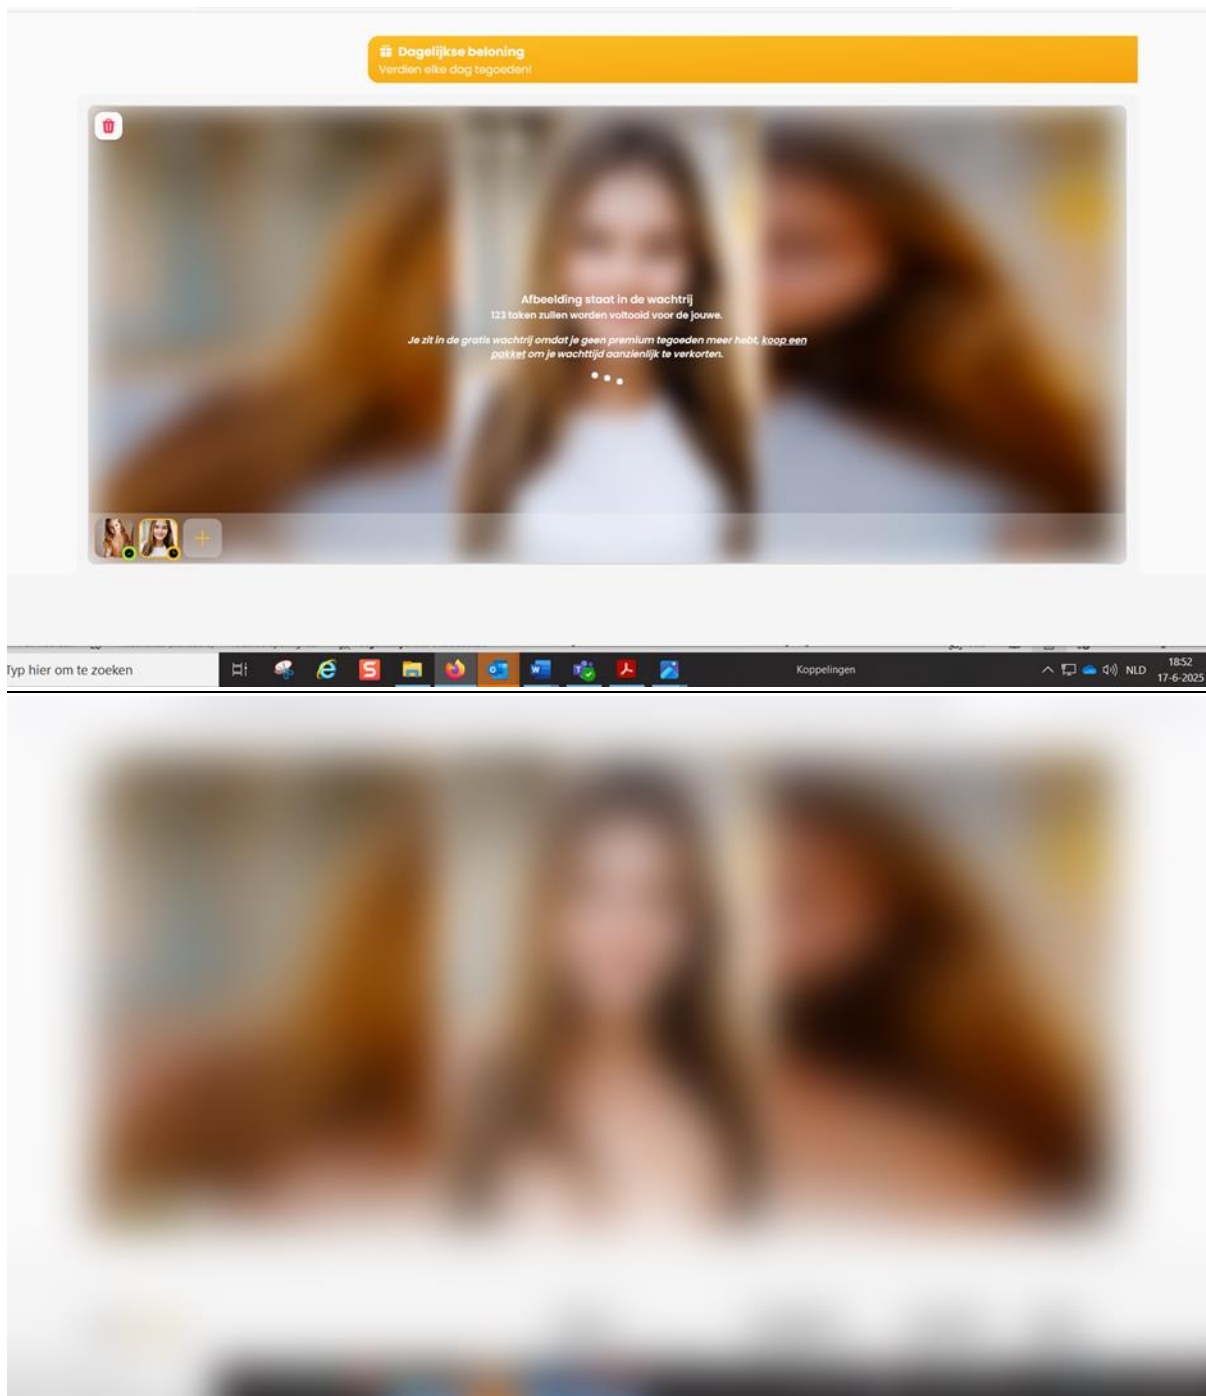 Dagelijkse beloning
Verdien elke dag tegoeden!
Afbeelding staat in de wachtrij
123 taken zullen worden voltooid voor de jouwe.
Je zit in de gratis wachtrij omdat je geen premium tegoeden meer hebt, koop een
pakket om je wachttijd aanzienlijk te verkorten.
Typ hier om te zoeken
Koppelingen
NLD
18:52
17-6-2025